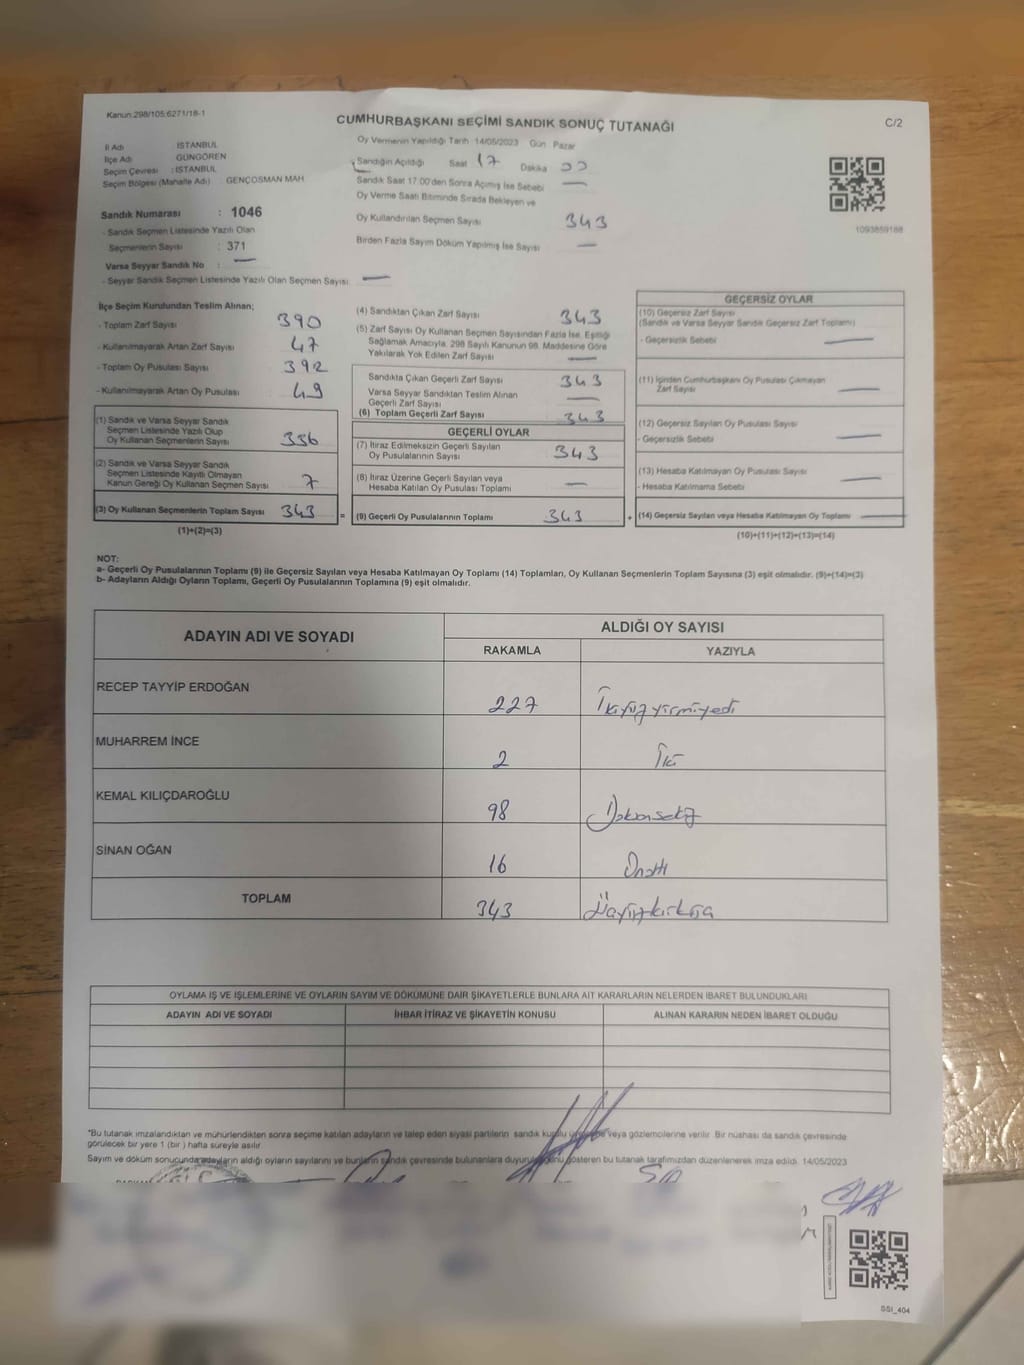 Kanun:298/105:6271/18-1
CUMHURBAŞKANI SEÇİMİ SANDIK SONUÇ TUTANAĞI
C/2
İl Adı : İSTANBUL
İlçe Adı : GÜNGÖREN
Seçim Çevresi : İSTANBUL
Seçim Bölgesi (Mahalle Adı) : GENÇOSMAN MAH.
Sandık Numarası : 1046
- Sandık Seçmen Listesinde Yazılı Olan
Seçmenlerin Sayısı : 371
Varsa Seyyar Sandık No : —
- Seyyar Sandık Seçmen Listesinde Yazılı Olan Seçmen Sayısı: —
Oy Vermenin Yapıldığı Tarih 14/05/2023 Gün Pazar
Sandığın Açıldığı Saat 17 Dakika
Sandık Saat 17.00'den Sonra Açılmış İse Sebebi —
Oy Verme Saati Bitiminde Sırada Bekleyen ve
Oy Kullandırılan Seçmen Sayısı 343
Birden Fazla Sayım Döküm Yapılmış İse Sayısı —
1093859188
İlçe Seçim Kurulundan Teslim Alınan;
- Toplam Zarf Sayısı 390
- Kullanılmayarak Artan Zarf Sayısı 47
- Toplam Oy Pusulası Sayısı 392
- Kullanılmayarak Artan Oy Pusulası 49
(1) Sandık ve Varsa Seyyar Sandık
Seçmen Listesinde Yazılı Olup
Oy Kullanan Seçmenlerin Sayısı 336
(2) Sandık ve Varsa Seyyar Sandık
Seçmen Listesinde Kayıtlı Olmayan
Kanun Gereği Oy Kullanan Seçmen Sayısı 7
(3) Oy Kullanan Seçmenlerin Toplam Sayısı 343 =
(1)+(2)=(3)
(4) Sandıktan Çıkan Zarf Sayısı 343
(5) Zarf Sayısı Oy Kullanan Seçmen Sayısından Fazla İse, Eşitliği
Sağlamak Amacıyla, 298 Sayılı Kanunun 98. Maddesine Göre
Yakılarak Yok Edilen Zarf Sayısı —
Sandıkta Çıkan Geçerli Zarf Sayısı 343
Varsa Seyyar Sandıktan Teslim Alınan
Geçerli Zarf Sayısı —
(6) Toplam Geçerli Zarf Sayısı 343
GEÇERLİ OYLAR
(7) İtiraz Edilmeksizin Geçerli Sayılan
Oy Pusulalarının Sayısı 343
(8) İtiraz Üzerine Geçerli Sayılan veya
Hesaba Katılan Oy Pusulası Toplamı —
(9) Geçerli Oy Pusulalarının Toplamı 343 +
GEÇERSİZ OYLAR
(10) Geçersiz Zarf Sayısı
(Sandık ve Varsa Seyyar Sandık Geçersiz Zarf Toplamı)
- Geçersizlik Sebebi —
(11) İçinden Cumhurbaşkanı Oy Pusulası Çıkmayan
Zarf Sayısı —
(12) Geçersiz Sayılan Oy Pusulası Sayısı
- Geçersizlik Sebebi —
(13) Hesaba Katılmayan Oy Pusulası Sayısı —
- Hesaba Katılmama Sebebi
(14) Geçersiz Sayılan veya Hesaba Katılmayan Oy Toplamı —
(10)+(11)+(12)+(13)=(14)
NOT:
a- Geçerli Oy Pusulalarının Toplamı (9) ile Geçersiz Sayılan veya Hesaba Katılmayan Oy Toplamı (14) Toplamları, Oy Kullanan Seçmenlerin Toplam Sayısına (3) eşit olmalıdır. (9)+(14)=(3)
b- Adayların Aldığı Oyların Toplamı, Geçerli Oy Pusulalarının Toplamına (9) eşit olmalıdır.
ADAYIN ADI VE SOYADI
ALDIĞI OY SAYISI
RAKAMLA YAZIYLA
RECEP TAYYİP ERDOĞAN 227 İkiyüzyirmiyedi
MUHARREM İNCE 2 İki
KEMAL KILIÇDAROĞLU 98 Doksansekiz
SİNAN OĞAN 16 Onaltı
TOPLAM 343 Üçyüzkırküç
OYLAMA İŞ VE İŞLEMLERİNE VE OYLARIN SAYIM VE DÖKÜMÜNE DAİR ŞİKAYETLERLE BUNLARA AİT KARARLARIN NELERDEN İBARET BULUNDUKLARI
ADAYIN ADI VE SOYADI İHBAR İTİRAZ VE ŞİKAYETİN KONUSU ALINAN KARARIN NEDEN İBARET OLDUĞU
*Bu tutanak imzalandıktan ve mühürlendikten sonra seçime katılan adayların ve talep eden siyasi partilerin sandık kurulu veya gözlemcilerine verilir. Bir nüshası da sandık çevresinde
görülecek bir yere 1 (bir) hafta süreyle asılır.
Sayım ve döküm sonucunda adayların aldığı oyların sayılarını ve bunların sandık çevresinde bulunanlara gösteren bu tutanak tarafımızdan düzenlenerek imza edildi. 14/05/2023
SSİ_404